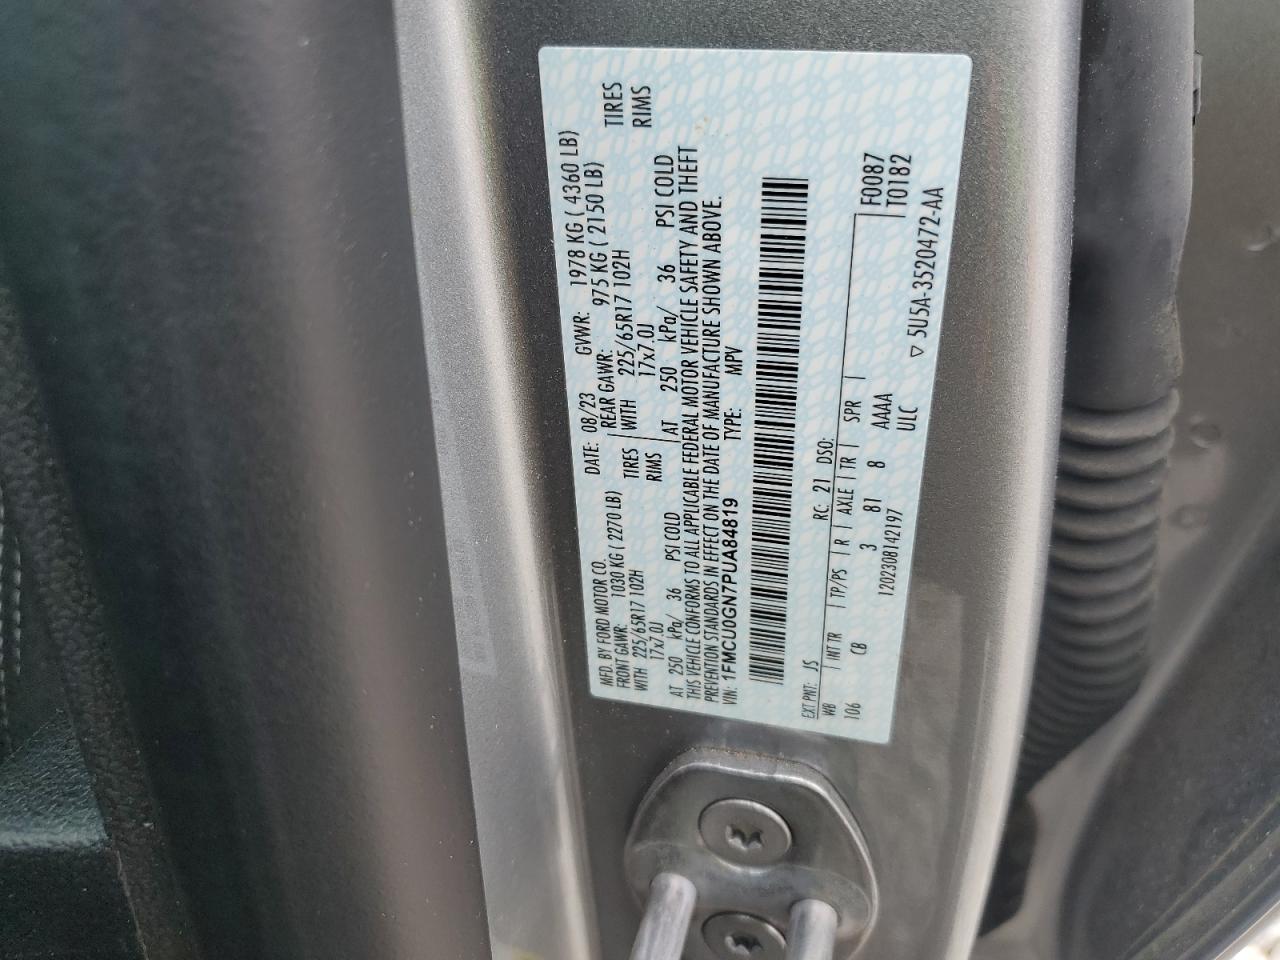 MFD. BY FORD MOTOR CO.
DATE: 08/23 GVWR: 1978 KG ( 4360 LB)
FRONT GAWR: 1030 KG ( 2270 LB) REAR GAWR: 975 KG ( 2150 LB)
WITH 225/65R17 102H TIRES WITH 225/65R17 102H TIRES
17x7.0J RIMS 17x7.0J RIMS
AT 250 kPa/ 36 PSI COLD AT 250 kPa/ 36 PSI COLD
THIS VEHICLE CONFORMS TO ALL APPLICABLE FEDERAL MOTOR VEHICLE SAFETY AND THEFT
PREVENTION STANDARDS IN EFFECT ON THE DATE OF MANUFACTURE SHOWN ABOVE.
VIN: 1FMCU0GN7PUA84819 TYPE: MPV
F0087
T0182
EXT PNT: JS RC: 21 DSO:
WB INT TR TP/PS R AXLE TR SPR
106 CB 3 81 8 AAAA
1202308142197 ULC
▽ 5U5A-3520472-AA